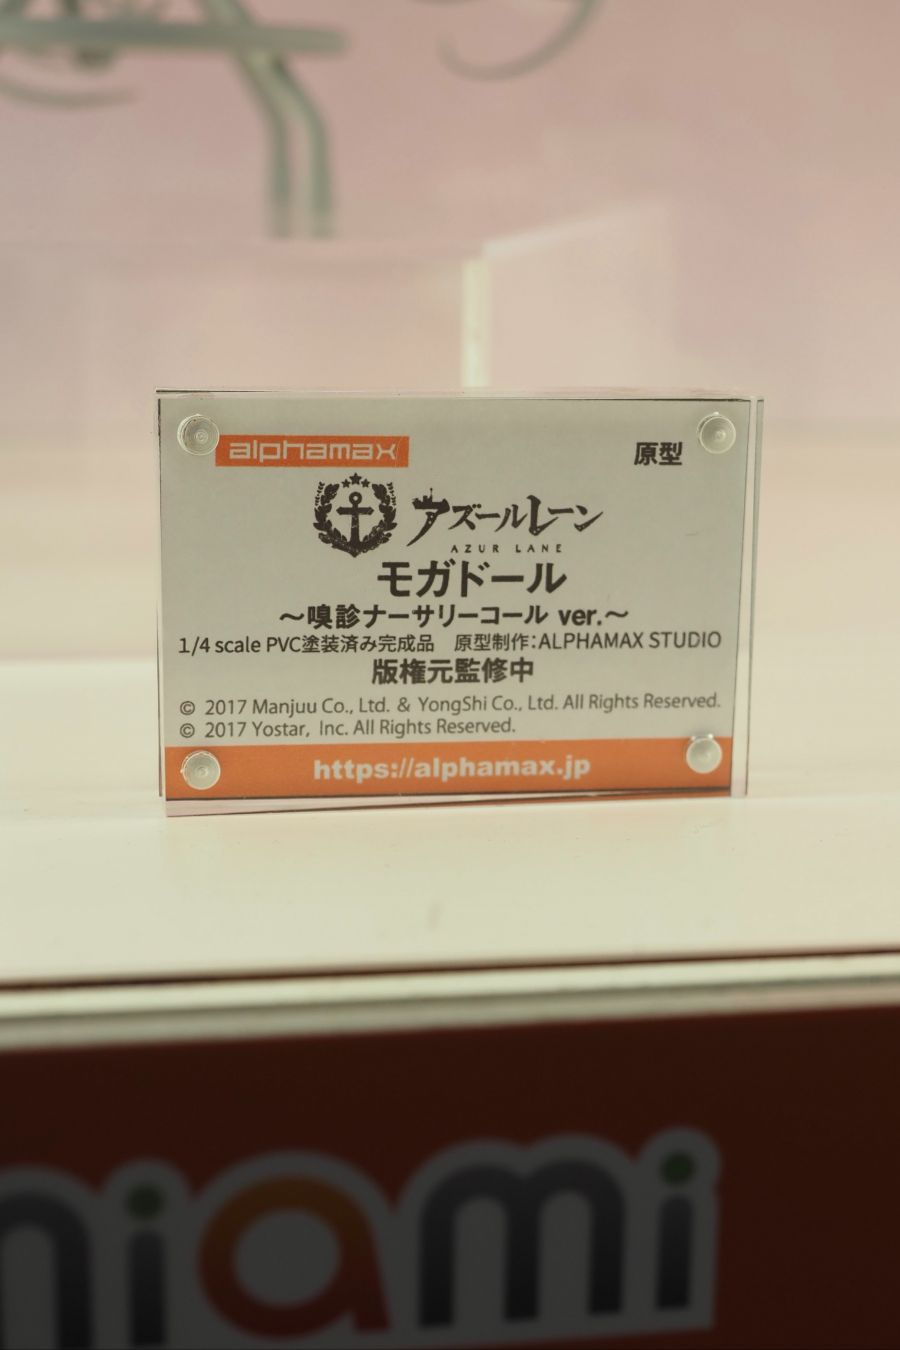 alphamax
原型
アズールレーン
AZUR LANE
モガドール
～嗅診ナーサリーコール ver.～
1/4 scale PVC塗装済み完成品　原型制作：ALPHAMAX STUDIO
版権元監修中
© 2017 Manjuu Co., Ltd. & YongShi Co., Ltd. All Rights Reserved.
© 2017 Yostar, Inc. All Rights Reserved.
https://alphamax.jp
miami